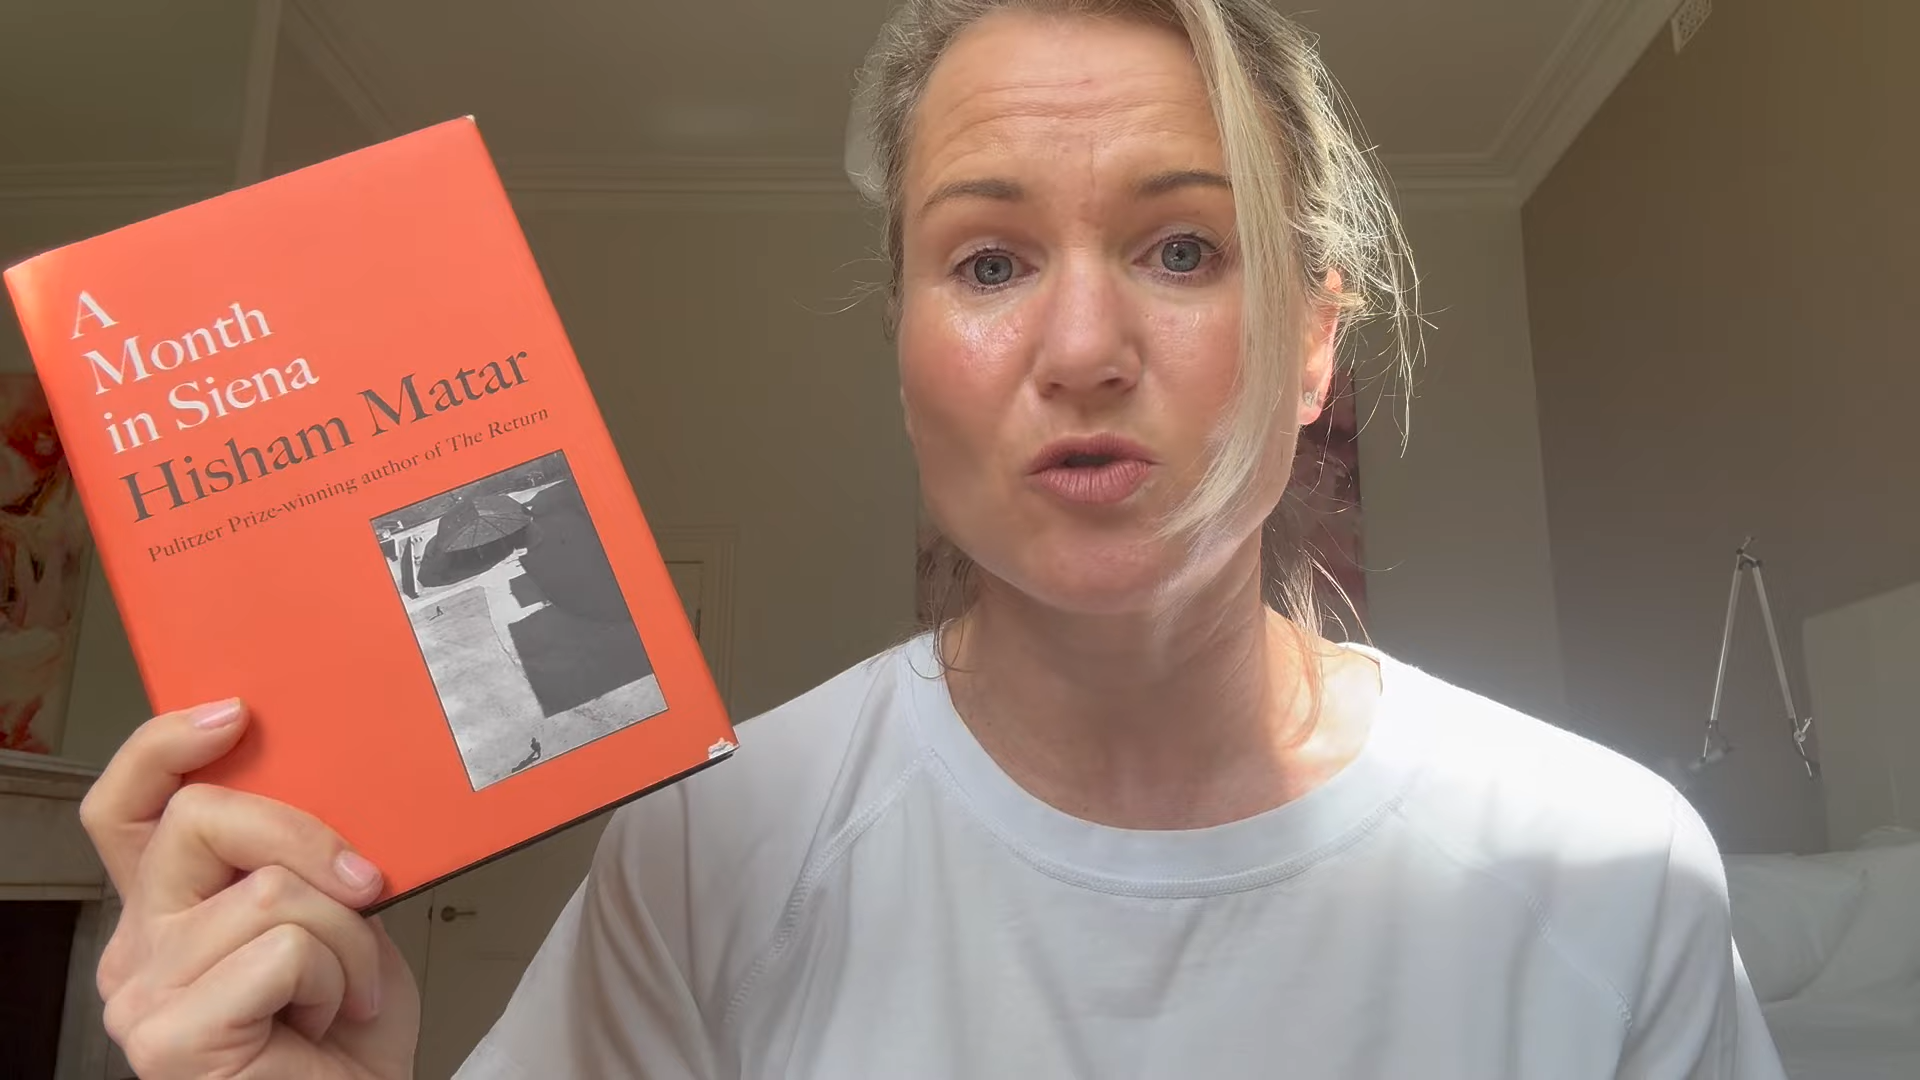 A
Month
in Siena
Hisham Matar
Pulitzer Prize-winning author of The Return